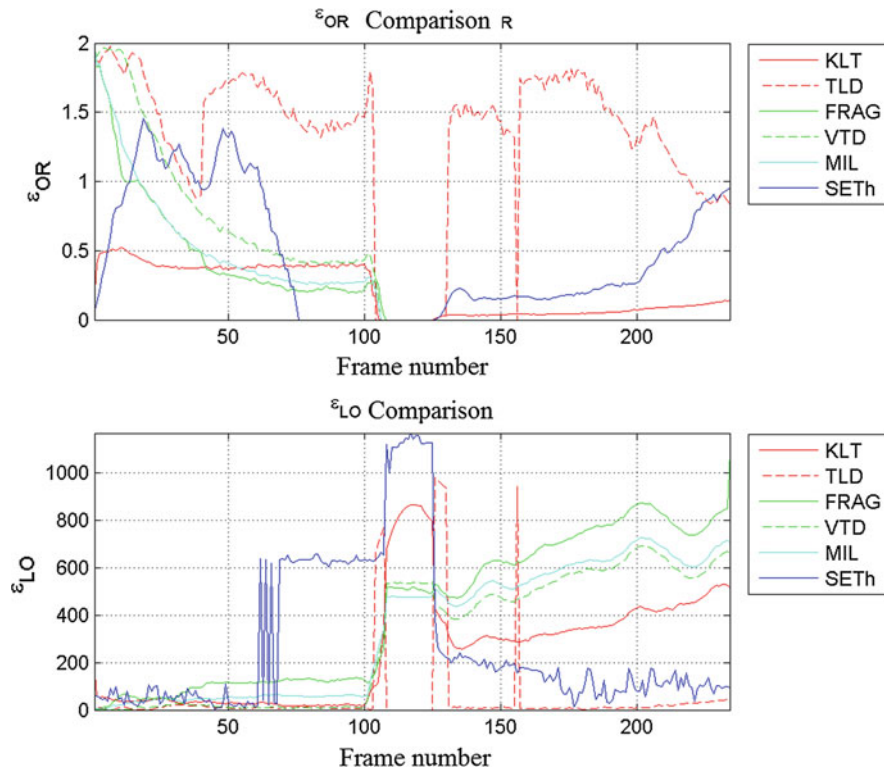 εOR Comparison R
2
1.5
1
0.5
0
εOR
50
100
150
200
Frame number
KLT
TLD
FRAG
VTD
MIL
SETh
εLO Comparison
1000
800
600
400
200
0
εLO
50
100
150
200
Frame number
KLT
TLD
FRAG
VTD
MIL
SETh